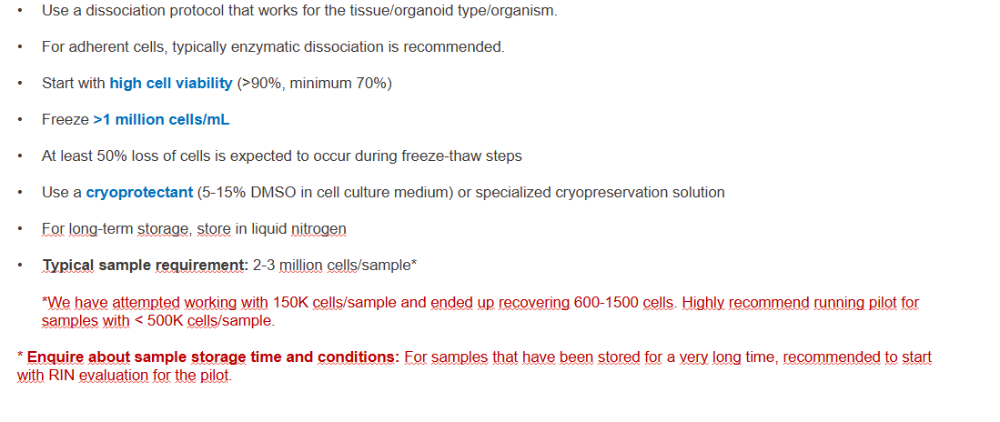 • Use a dissociation protocol that works for the tissue/organoid type/organism.
• For adherent cells, typically enzymatic dissociation is recommended.
• Start with high cell viability (>90%, minimum 70%)
• Freeze >1 million cells/mL
• At least 50% loss of cells is expected to occur during freeze-thaw steps
• Use a cryoprotectant (5-15% DMSO in cell culture medium) or specialized cryopreservation solution
• For long-term storage, store in liquid nitrogen
• Typical sample requirement: 2-3 million cells/sample*
*We have attempted working with 150K cells/sample and ended up recovering 600-1500 cells. Highly recommend running pilot for
samples with < 500K cells/sample.
* Enquire about sample storage time and conditions: For samples that have been stored for a very long time, recommended to start
with RIN evaluation for the pilot.